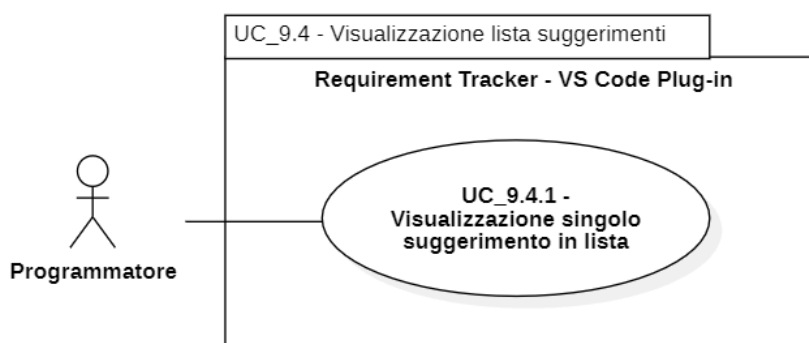 UC_9.4 - Visualizzazione lista suggerimenti
Requirement Tracker - VS Code Plug-in
UC_9.4.1 -
Visualizzazione singolo
suggerimento in lista
Programmatore